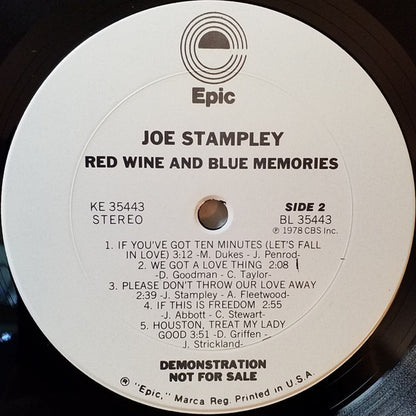 Epic
JOE STAMPLEY
RED WINE AND BLUE MEMORIES
KE 35443
STEREO
SIDE 2
BL 35443
℗ 1978 CBS Inc.
1. IF YOU'VE GOT TEN MINUTES (LET'S FALL
IN LOVE) 3:12 -M. Dukes - J. Penrod-
2. WE GOT A LOVE THING 2:08
-D. Goodman - C. Taylor-
3. PLEASE DON'T THROW OUR LOVE AWAY
2:39 -J. Stampley - A. Fleetwood-
4. IF THIS IS FREEDOM 2:55
-J. Abbott - C. Stewart-
5. HOUSTON, TREAT MY LADY
GOOD 3:51 -D. Griffen -
J. Strickland-
DEMONSTRATION
NOT FOR SALE
® "Epic," Marca Reg. Printed in U.S.A.